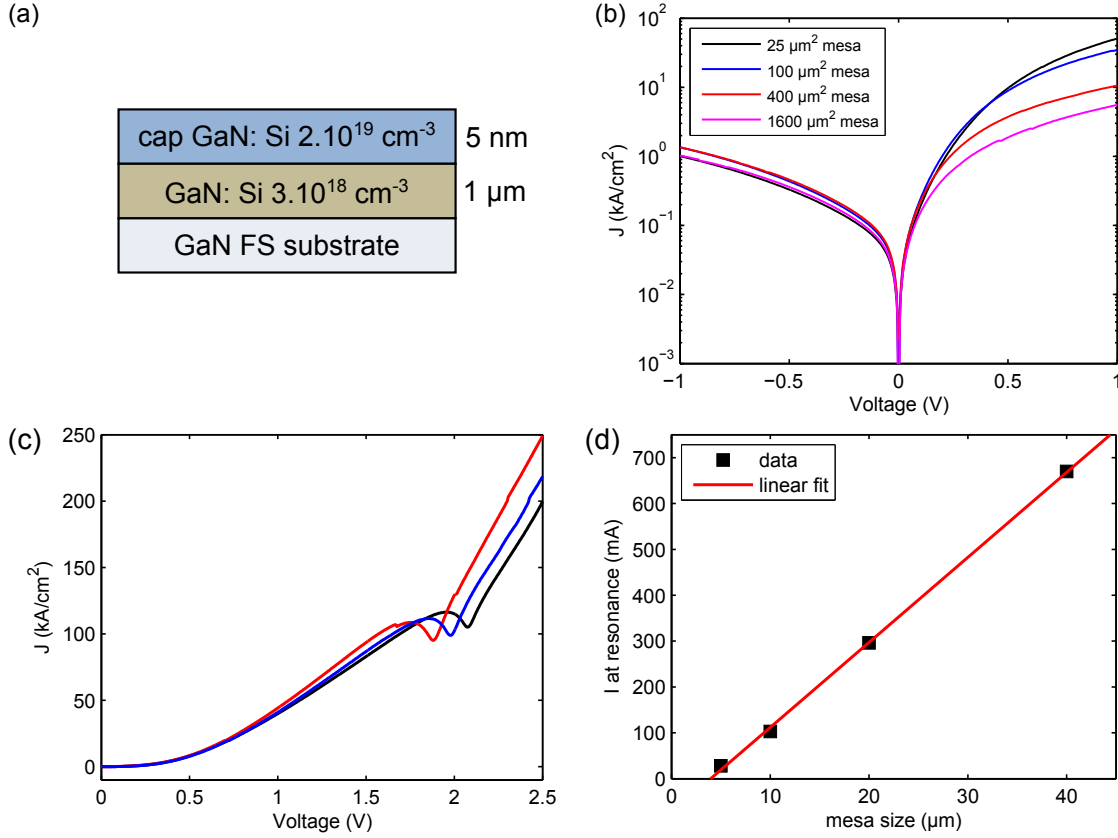 (a)
cap GaN: Si 2.10¹⁹ cm⁻³
5 nm
GaN: Si 3.10¹⁸ cm⁻³
1 µm
GaN FS substrate
(b)
10²
10¹
10⁰
10⁻¹
10⁻²
10⁻³
J (kA/cm²)
25 µm² mesa
100 µm² mesa
400 µm² mesa
1600 µm² mesa
−1
−0.5
0
0.5
1
Voltage (V)
(c)
250
200
150
100
50
0
J (kA/cm²)
0
0.5
1
1.5
2
2.5
Voltage (V)
(d)
700
600
500
400
300
200
100
0
I at resonance (mA)
data
linear fit
0
10
20
30
40
mesa size (µm)